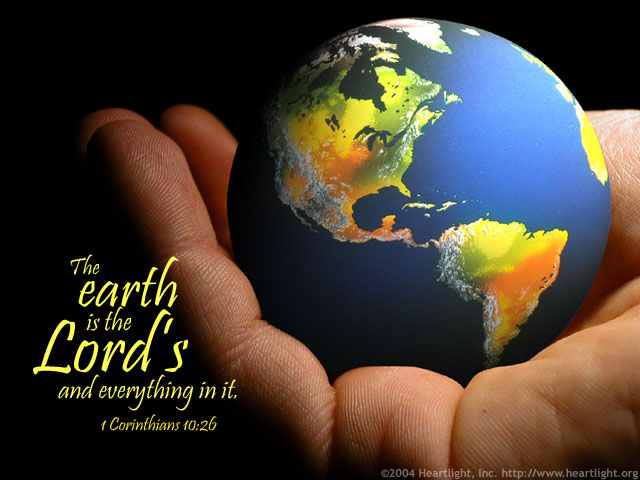 The
earth
is the
Lord's
and everything in it.
1 Corinthians 10:26
©2004 Heartlight, Inc. http://www.heartlight.org